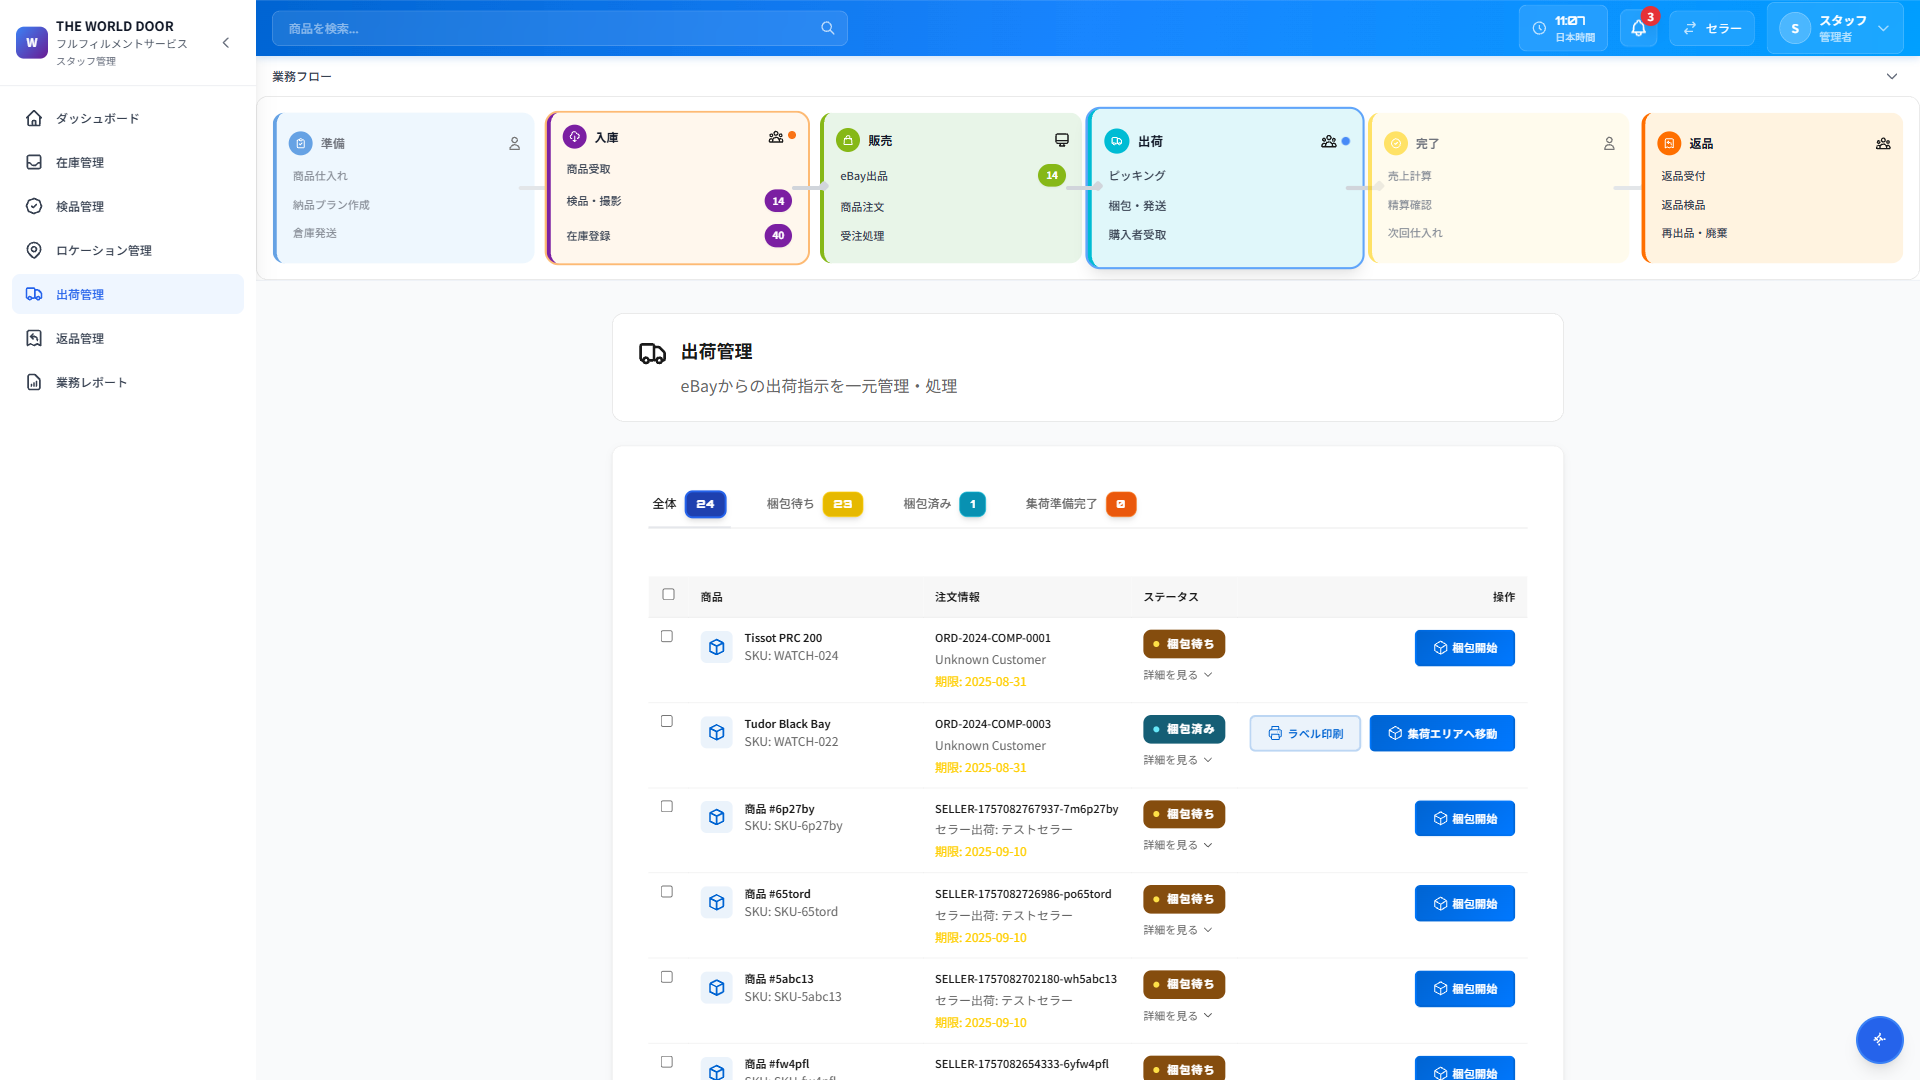 W
THE WORLD DOOR
フルフィルメントサービス
スタッフ管理
商品を検索...
11:07
日本時間
3
セラー
S
スタッフ
管理者
ダッシュボード
在庫管理
検品管理
ロケーション管理
出荷管理
返品管理
業務レポート
業務フロー
準備
商品仕入れ
納品プラン作成
倉庫発送
入庫
商品受取
検品・撮影
14
在庫登録
40
販売
eBay出品
14
商品注文
受注処理
出荷
ピッキング
梱包・発送
購入者受取
完了
売上計算
精算確認
次回仕入れ
返品
返品受付
返品検品
再出品・廃棄
出荷管理
eBayからの出荷指示を一元管理・処理
全体 24
梱包待ち 23
梱包済み 1
集荷準備完了 0
商品 注文情報 ステータス 操作
Tissot PRC 200
SKU: WATCH-024
ORD-2024-COMP-0001
Unknown Customer
期限: 2025-08-31
梱包待ち
詳細を見る
梱包開始
Tudor Black Bay
SKU: WATCH-022
ORD-2024-COMP-0003
Unknown Customer
期限: 2025-08-31
梱包済み
詳細を見る
ラベル印刷
集荷エリアへ移動
商品 #6p27by
SKU: SKU-6p27by
SELLER-1757082767937-7m6p27by
セラー出荷: テストセラー
期限: 2025-09-10
梱包待ち
詳細を見る
梱包開始
商品 #65tord
SKU: SKU-65tord
SELLER-1757082726986-po65tord
セラー出荷: テストセラー
期限: 2025-09-10
梱包待ち
詳細を見る
梱包開始
商品 #5abc13
SKU: SKU-5abc13
SELLER-1757082702180-wh5abc13
セラー出荷: テストセラー
期限: 2025-09-10
梱包待ち
詳細を見る
梱包開始
商品 #fw4pfl
SKU: SKU-fw4pfl
SELLER-1757082654333-6yfw4pfl
梱包待ち
梱包開始